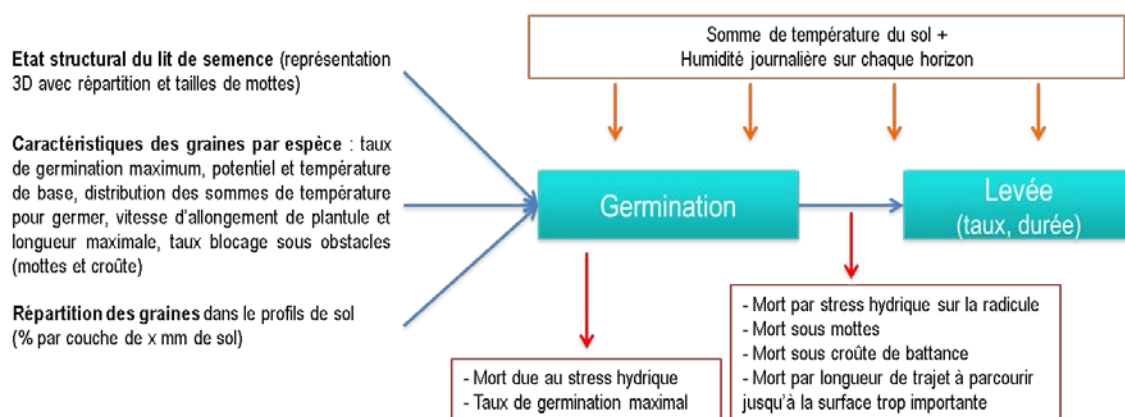 Somme de température du sol +
Humidité journalière sur chaque horizon
Etat structural du lit de semence (représentation
3D avec répartition et tailles de mottes)
Caractéristiques des graines par espèce : taux
de germination maximum, potentiel et température
de base, distribution des sommes de température
pour germer, vitesse d'allongement de plantule et
longueur maximale, taux blocage sous obstacles
(mottes et croûte)
Répartition des graines dans le profils de sol
(% par couche de x mm de sol)
Germination
Levée
(taux, durée)
- Mort due au stress hydrique
- Taux de germination maximal
- Mort par stress hydrique sur la radicule
- Mort sous mottes
- Mort sous croûte de battance
- Mort par longueur de trajet à parcourir
jusqu'à la surface trop importante